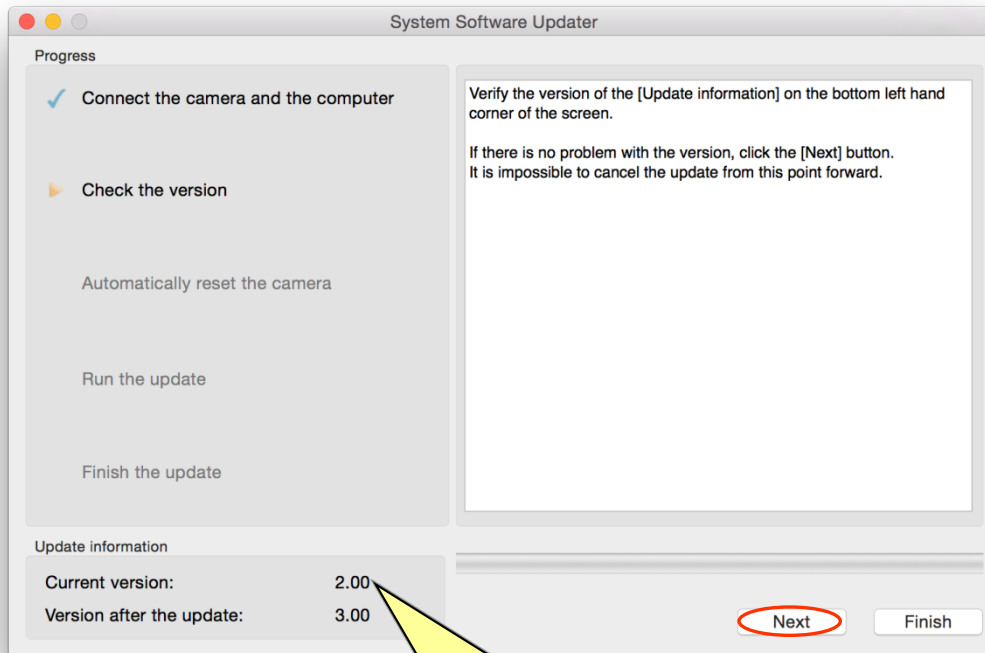 System Software Updater
Progress
Connect the camera and the computer
Check the version
Automatically reset the camera
Run the update
Finish the update
Verify the version of the [Update information] on the bottom left hand
corner of the screen.
If there is no problem with the version, click the [Next] button.
It is impossible to cancel the update from this point forward.
Update information
Current version: 2.00
Version after the update: 3.00
Next
Finish